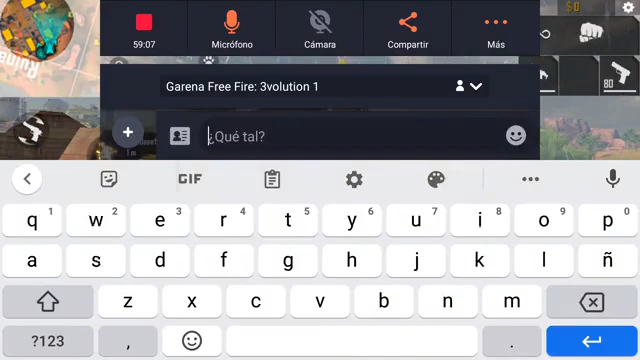 $0
59:07
Micrófono
Cámara
Compartir
Más
80
Garena Free Fire: 3volution 1
¿Qué tal?
GIF
q 1 w 2 e 3 r 4 t 5 y 6 u 7 i 8 o 9 p 0
a s d f g h j k l ñ
z x c v b n m
?123 , .